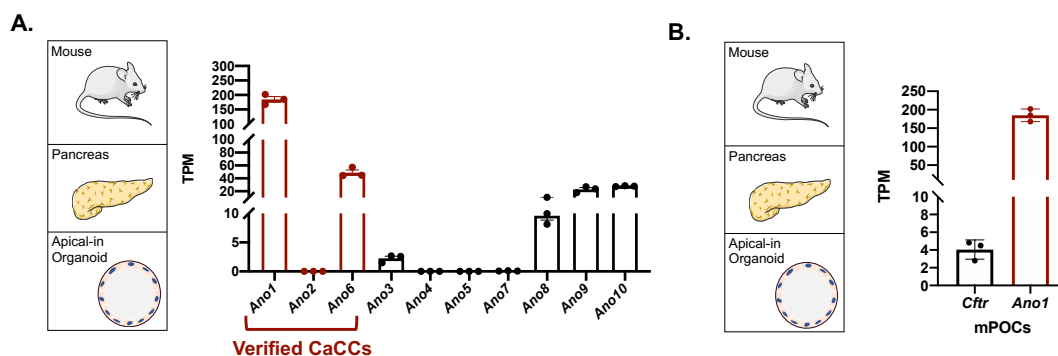 A.
Mouse
Pancreas
Apical-in
Organoid
TPM
300
250
200
150
100
100
80
60
40
20
10
5
0
Ano1 Ano2 Ano6 Ano3 Ano4 Ano5 Ano7 Ano8 Ano9 Ano10
Verified CaCCs
B.
Mouse
Pancreas
Apical-in
Organoid
TPM
250
200
150
100
50
10
8
6
4
2
0
Cftr Ano1
mPOCs